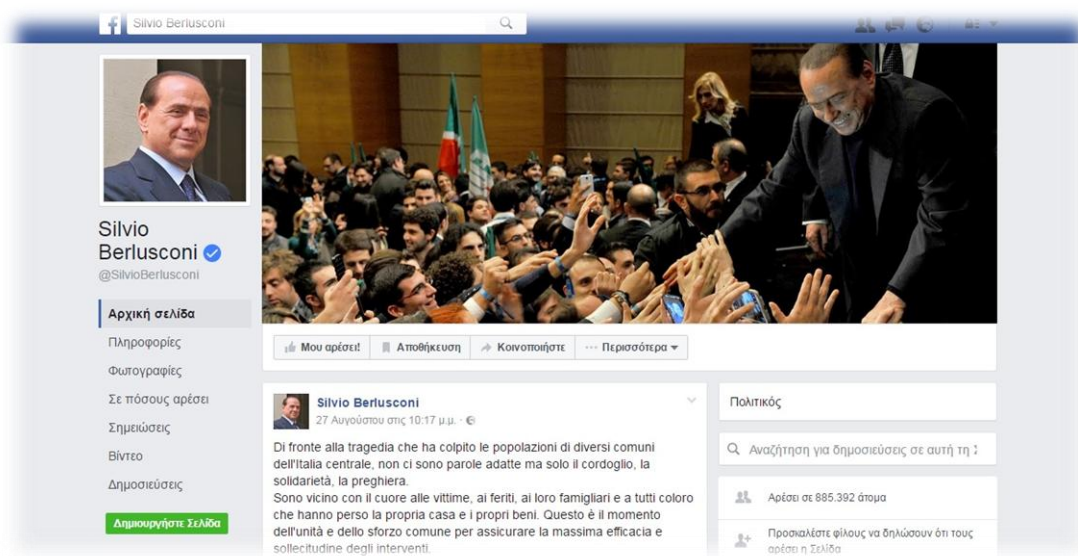 Silvio Berlusconi
Silvio
Berlusconi
@SilvioBerlusconi
Αρχική σελίδα
Πληροφορίες
Φωτογραφίες
Σε πόσους αρέσει
Σημειώσεις
Βίντεο
Δημοσιεύσεις
Δημιουργήστε Σελίδα
Μου αρέσει! Αποθήκευση Κοινοποιήστε ··· Περισσότερα
Silvio Berlusconi
27 Αυγούστου στις 10:17 μ.μ. ·
Di fronte alla tragedia che ha colpito le popolazioni di diversi comuni
dell'Italia centrale, non ci sono parole adatte ma solo il cordoglio, la
solidarietà, la preghiera.
Sono vicino con il cuore alle vittime, ai feriti, ai loro famigliari e a tutti coloro
che hanno perso la propria casa e i propri beni. Questo è il momento
dell'unità e dello sforzo comune per assicurare la massima efficacia e
sollecitudine degli interventi.
Πολιτικός
Αναζήτηση για δημοσιεύσεις σε αυτή τη
Αρέσει σε 885.392 άτομα
Προσκαλέστε φίλους να δηλώσουν ότι τους
αρέσει η Σελίδα